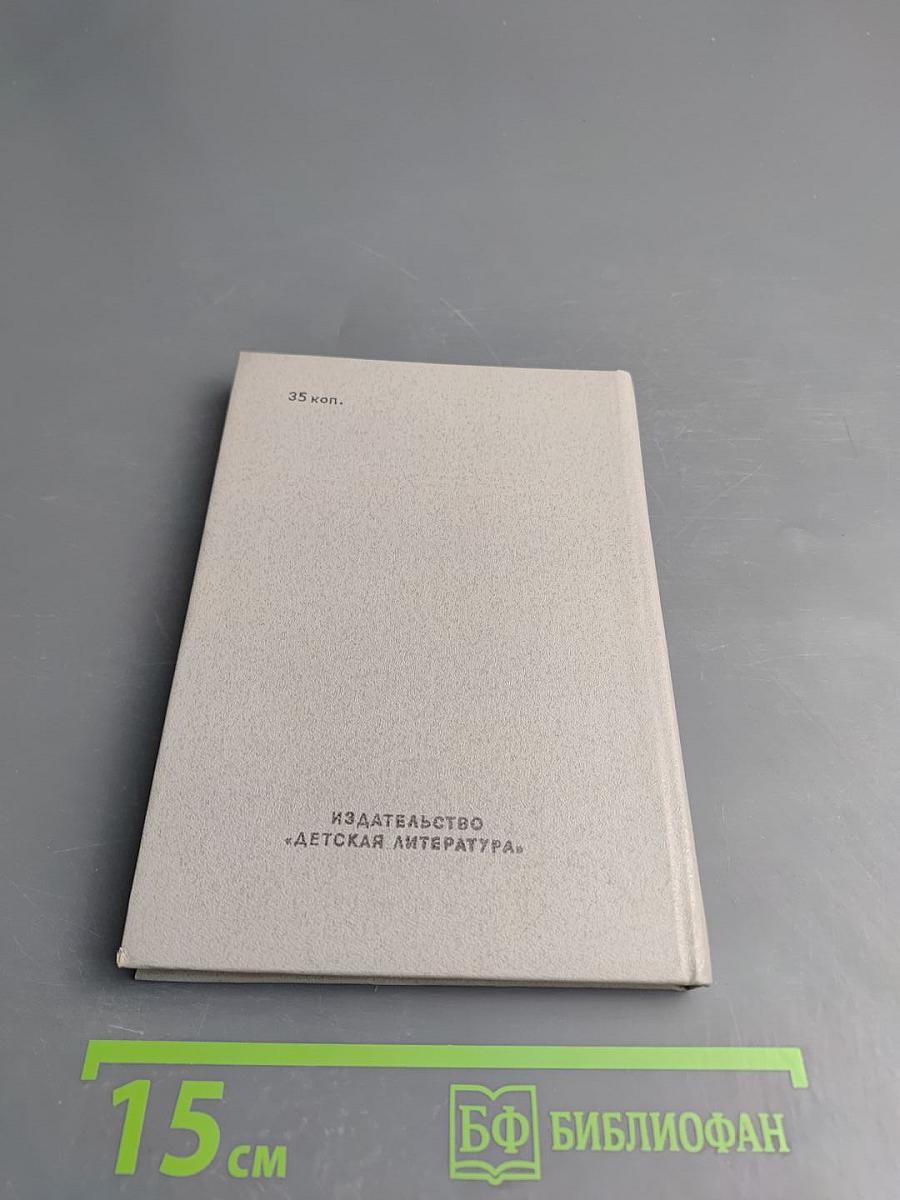 35 коп.
ИЗДАТЕЛЬСТВО
«ДЕТСКАЯ ЛИТЕРАТУРА»
15 см
БФ БИБЛИОФАН